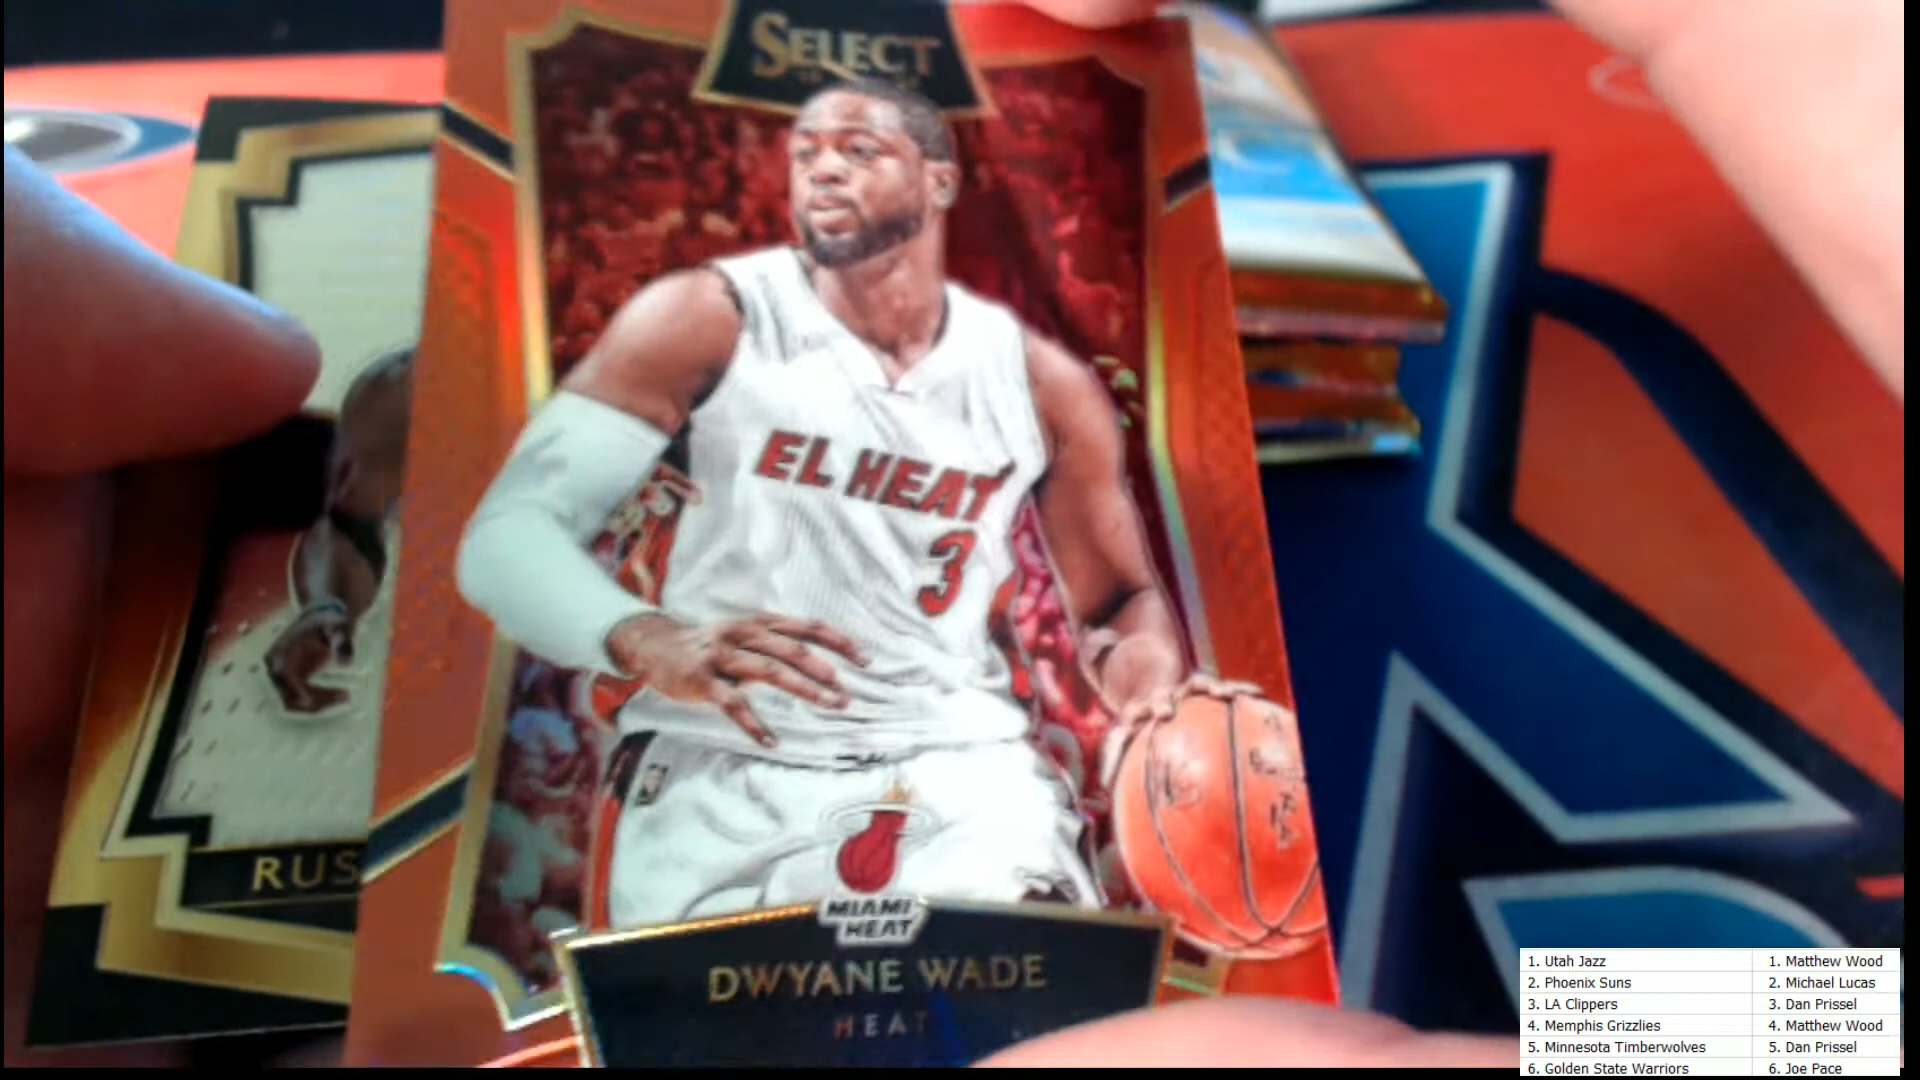 SELECT
EL HEAT
3
MIAMI
HEAT
DWYANE WADE
HEAT
RUS
1. Utah Jazz 1. Matthew Wood
2. Phoenix Suns 2. Michael Lucas
3. LA Clippers 3. Dan Prissel
4. Memphis Grizzlies 4. Matthew Wood
5. Minnesota Timberwolves 5. Dan Prissel
6. Golden State Warriors 6. Joe Pace